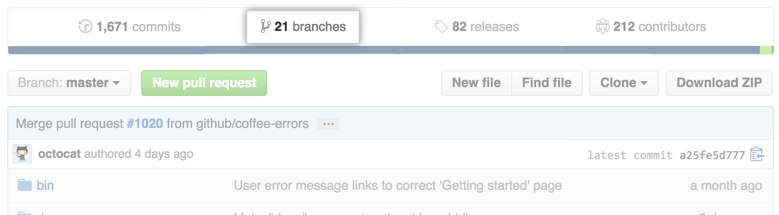 1,671 commits 21 branches 82 releases 212 contributors
Branch: master New pull request New file Find file Clone Download ZIP
Merge pull request #1020 from github/coffee-errors ...
octocat authored 4 days ago latest commit a25fe5d777
bin User error message links to correct 'Getting started' page a month ago